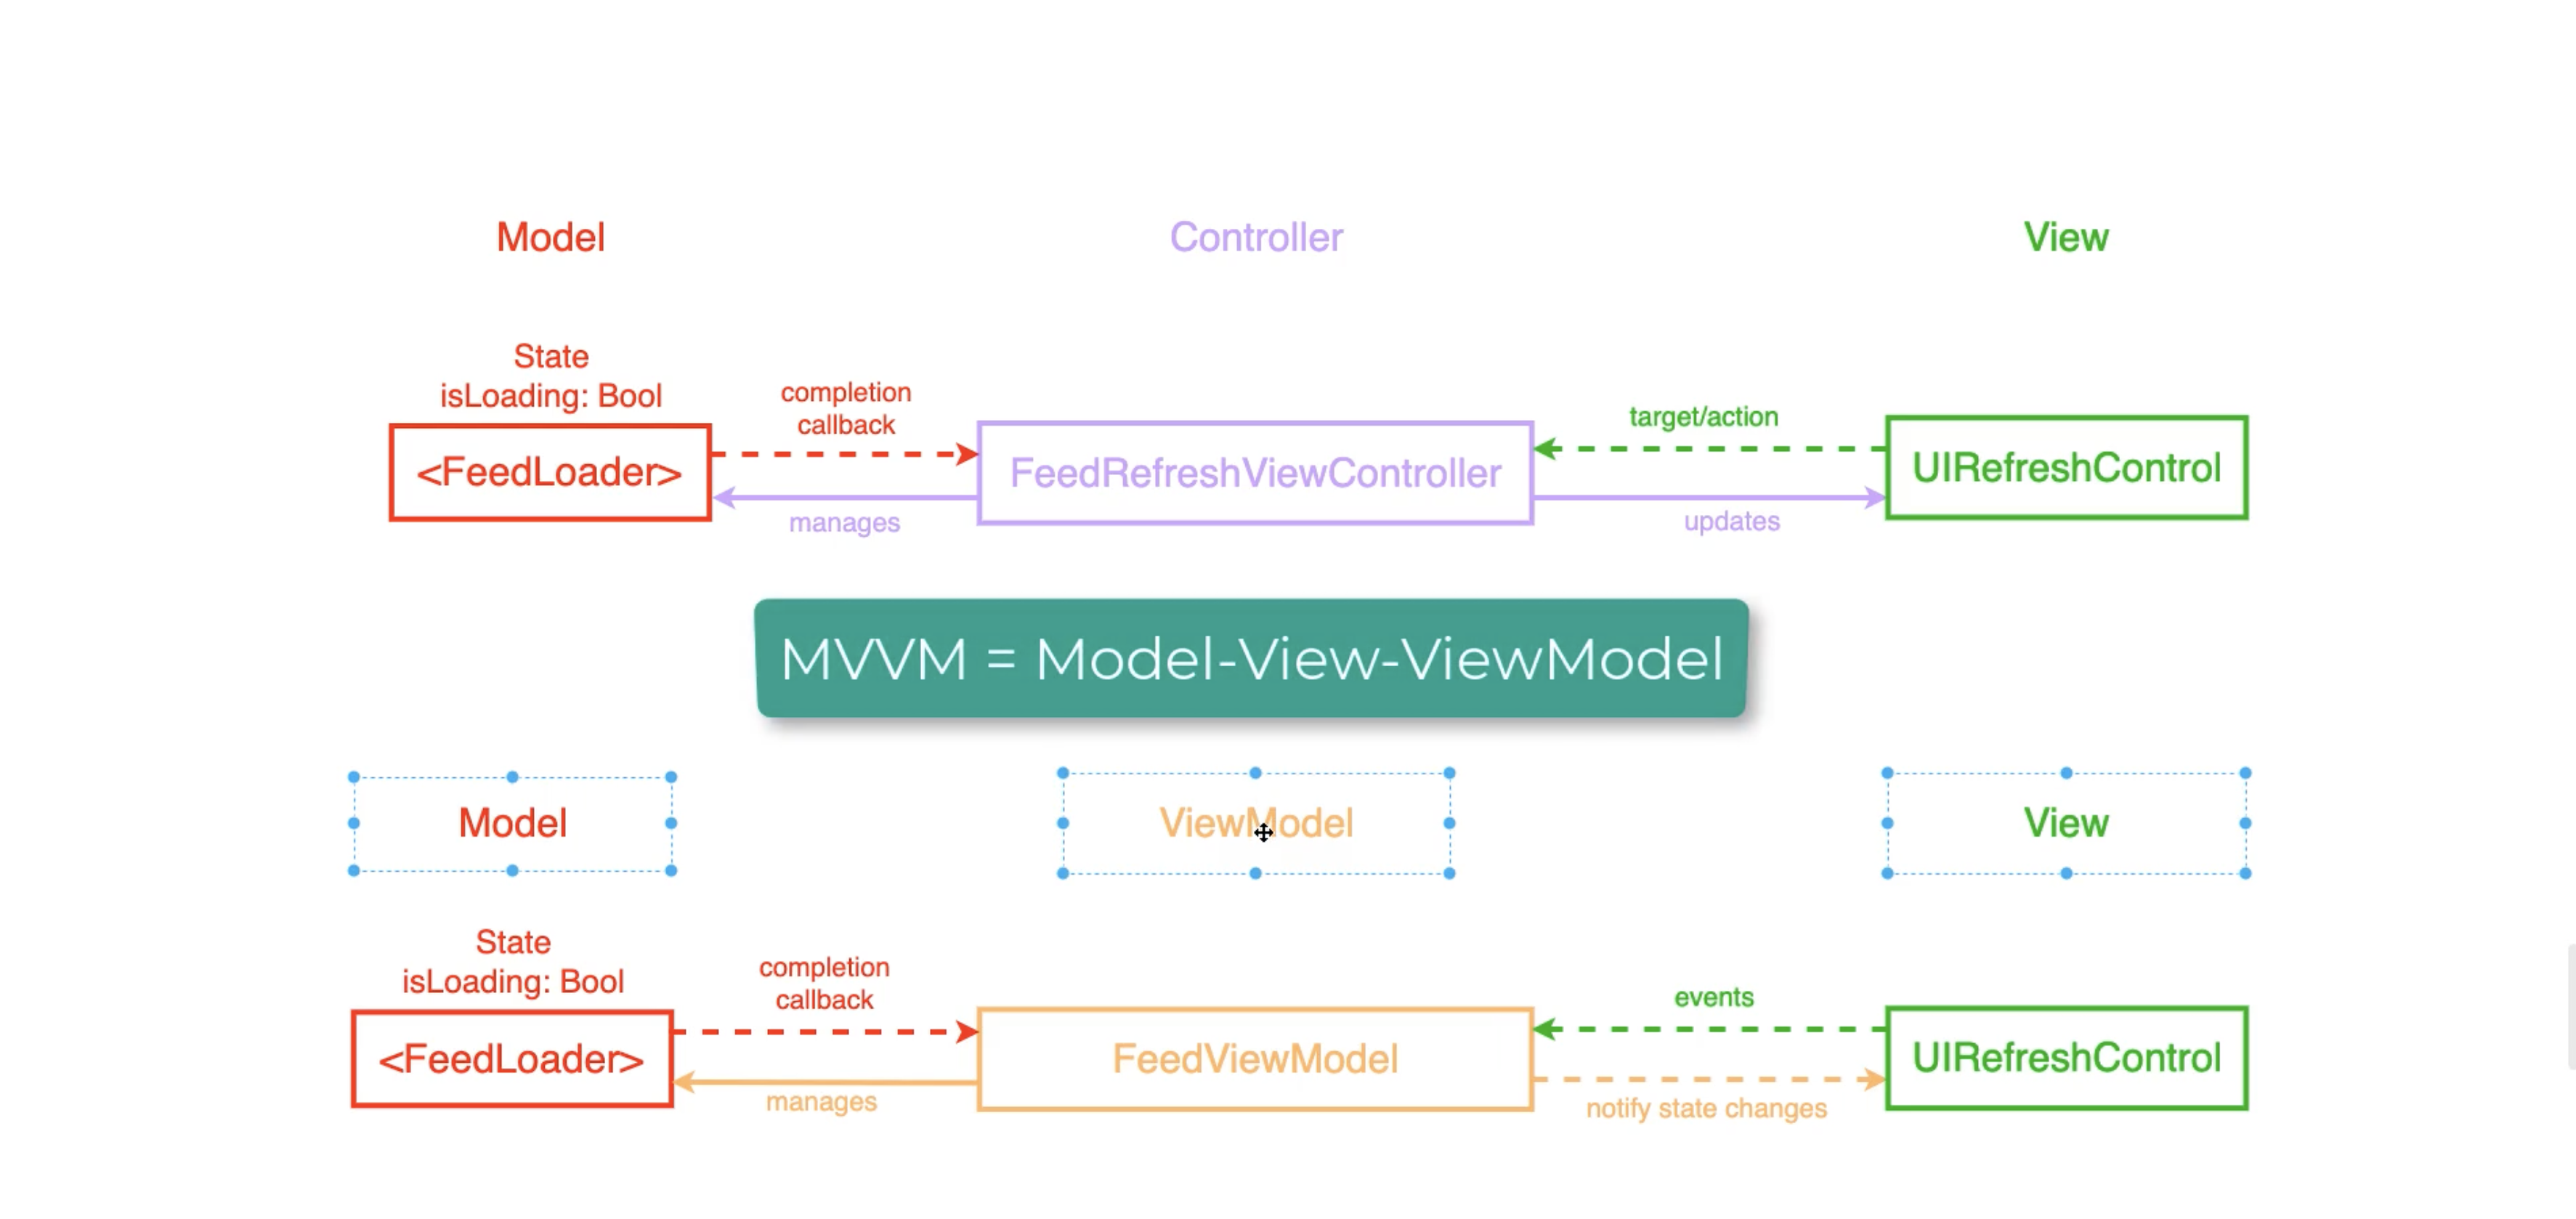 Model
Controller
View
State
isLoading: Bool
completion
callback
target/action
<FeedLoader>
FeedRefreshViewController
UIRefreshControl
manages
updates
MVVM = Model-View-ViewModel
Model
ViewModel
View
State
isLoading: Bool
completion
callback
events
<FeedLoader>
FeedViewModel
UIRefreshControl
manages
notify state changes